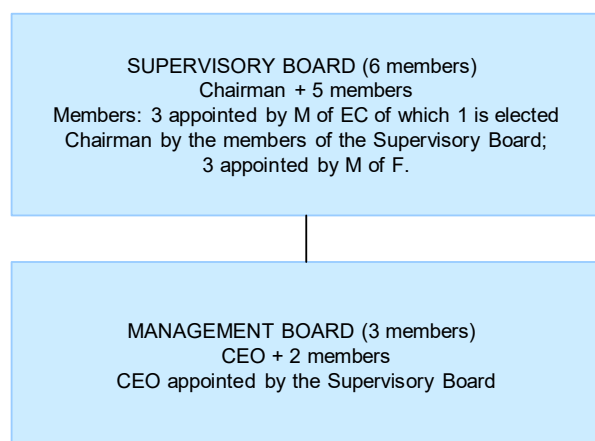 SUPERVISORY BOARD (6 members)
Chairman + 5 members
Members: 3 appointed by M of EC of which 1 is elected
Chairman by the members of the Supervisory Board;
3 appointed by M of F.
MANAGEMENT BOARD (3 members)
CEO + 2 members
CEO appointed by the Supervisory Board